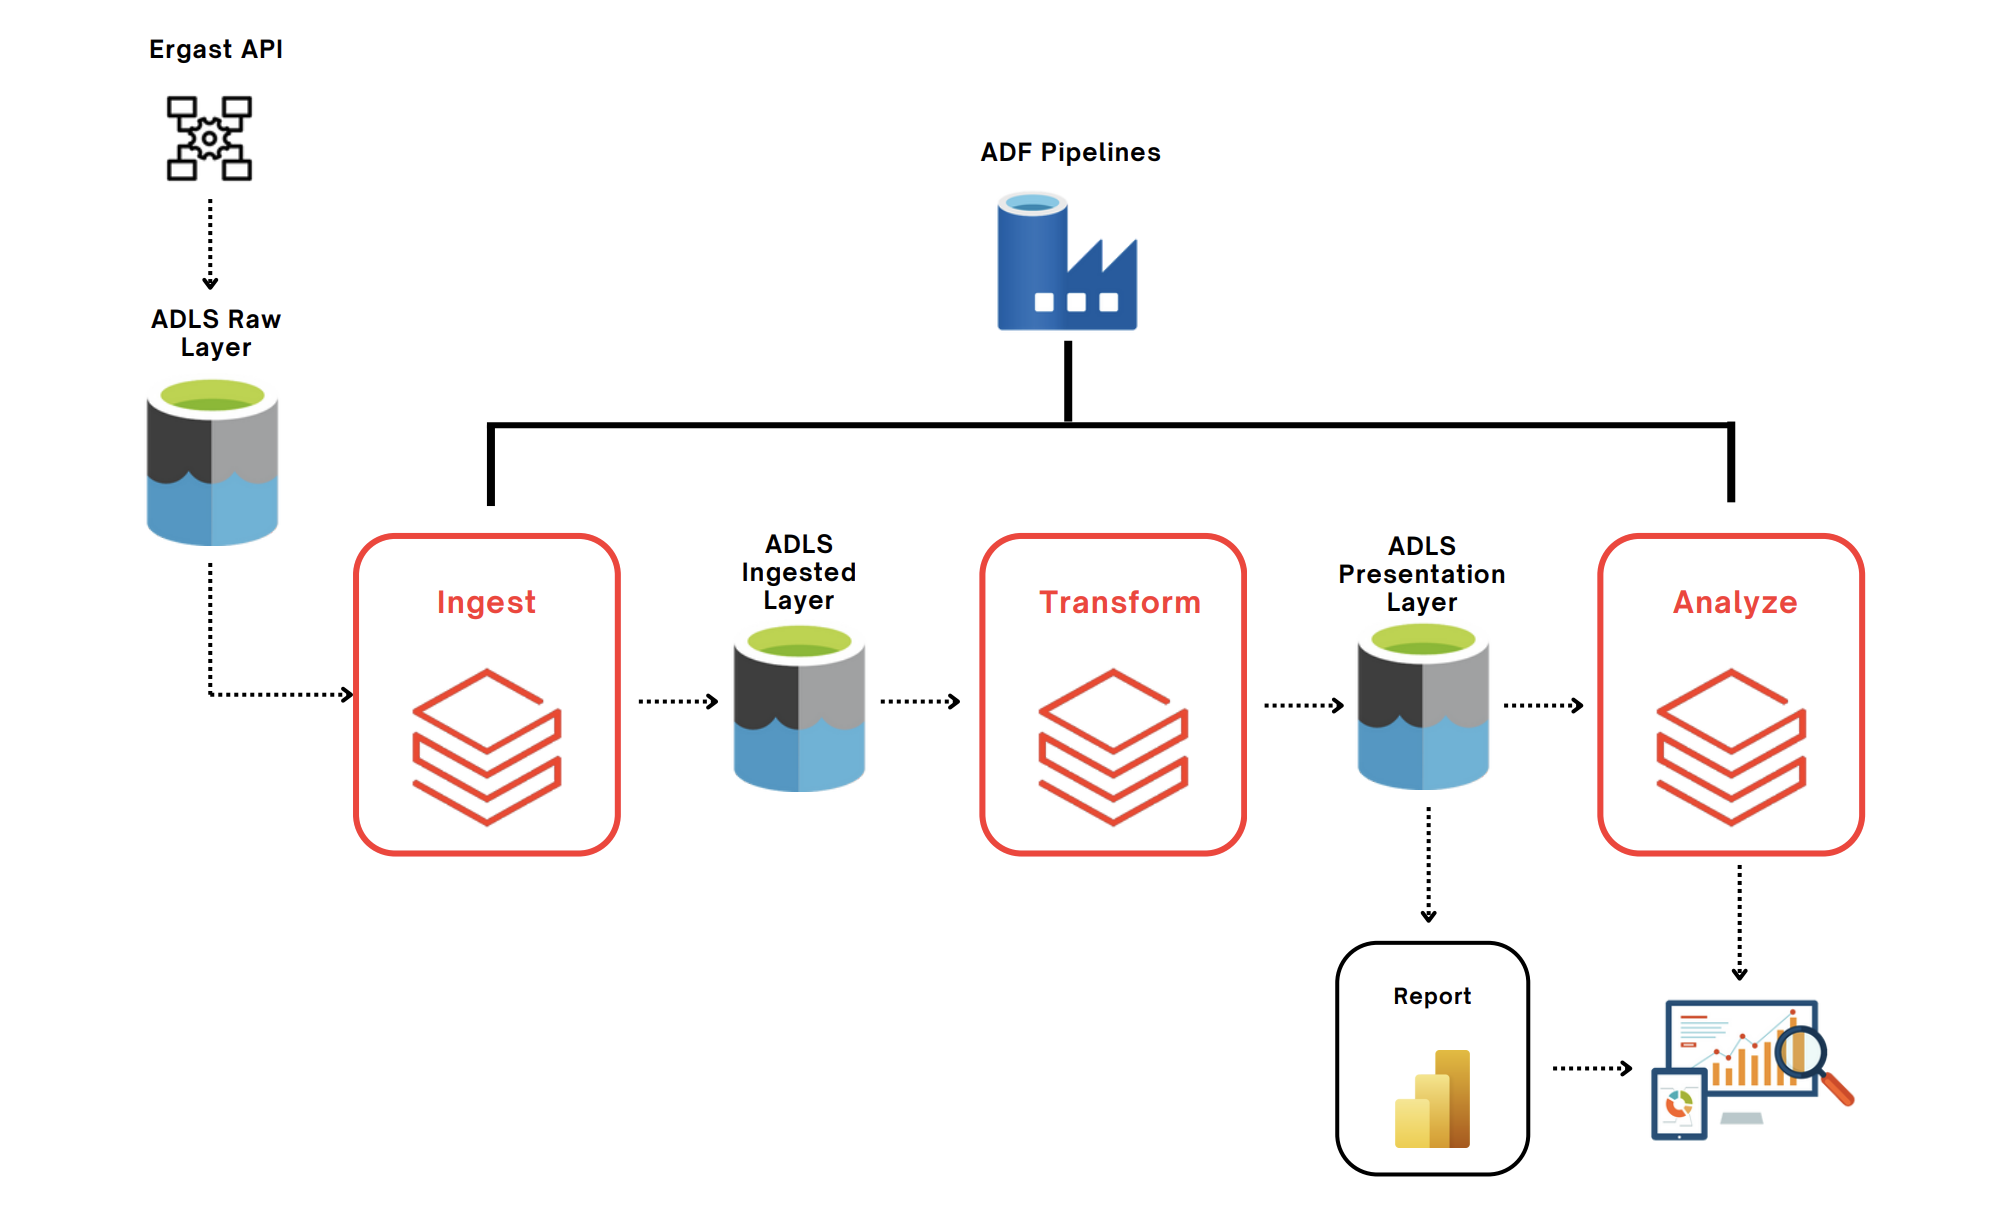 Ergast API
ADF Pipelines
ADLS Raw
Layer
Ingest
ADLS
Ingested
Layer
Transform
ADLS
Presentation
Layer
Analyze
Report